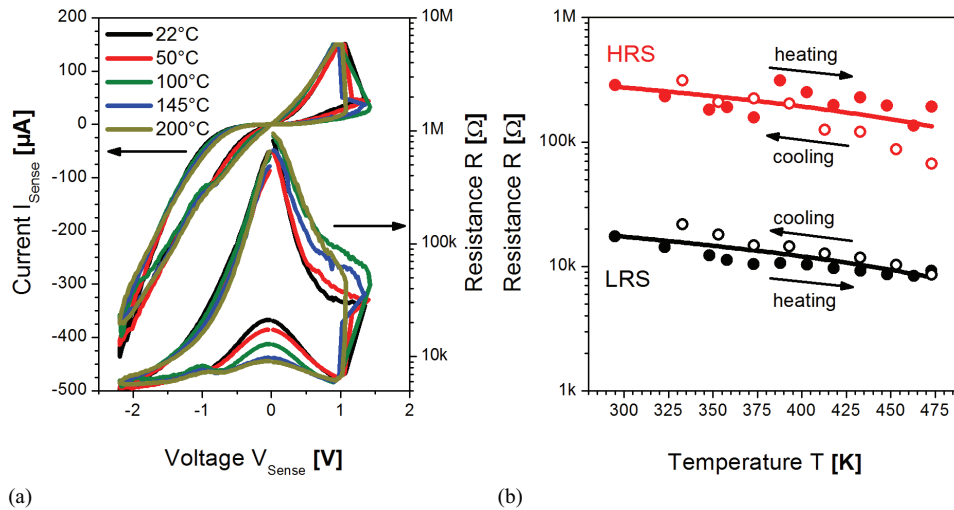 200
100
0
-100
-200
-300
-400
-500
Current I_Sense [µA]
22°C
50°C
100°C
145°C
200°C
10M
1M
100k
10k
Resistance R [Ω]
-2
-1
0
1
2
Voltage V_Sense [V]
(a)
Resistance R [Ω]
1M
100k
10k
1k
HRS
heating
cooling
cooling
LRS
heating
300
325
350
375
400
425
450
475
Temperature T [K]
(b)